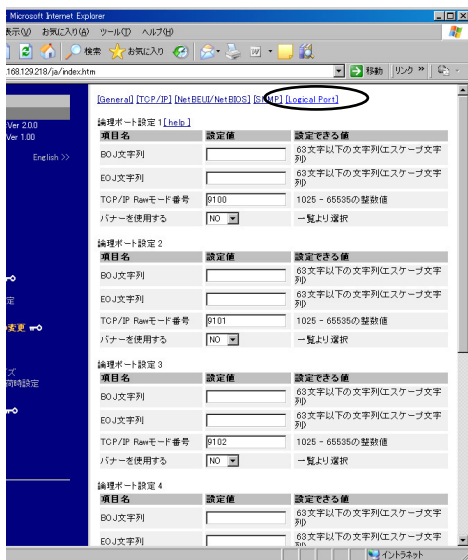 Microsoft Internet Explorer
表示(V) お気に入り(A) ツール(T) ヘルプ(H)
検索 お気に入り
168.129.218/ja/index.htm 移動 リンク »
Ver 2.0.0
Ver 1.00
English >>
定
の変更
ズ
荷時設定
[General] [TCP/IP] [NetBEUI/NetBIOS] [SNMP] [Logical Port]
論理ポート設定 1[help ]
項目名 設定値 設定できる値
BOJ文字列 63文字以下の文字列(エスケープ文字列)
EOJ文字列 63文字以下の文字列(エスケープ文字列)
TCP/IP Rawモード番号 9100 1025 - 65535の整数値
バナーを使用する NO 一覧より選択
論理ポート設定 2
項目名 設定値 設定できる値
BOJ文字列 63文字以下の文字列(エスケープ文字列)
EOJ文字列 63文字以下の文字列(エスケープ文字列)
TCP/IP Rawモード番号 9101 1025 - 65535の整数値
バナーを使用する NO 一覧より選択
論理ポート設定 3
項目名 設定値 設定できる値
BOJ文字列 63文字以下の文字列(エスケープ文字列)
EOJ文字列 63文字以下の文字列(エスケープ文字列)
TCP/IP Rawモード番号 9102 1025 - 65535の整数値
バナーを使用する NO 一覧より選択
論理ポート設定 4
項目名 設定値 設定できる値
BOJ文字列 63文字以下の文字列(エスケープ文字列)
EOJ文字列 63文字以下の文字列(エスケープ文字
イントラネット